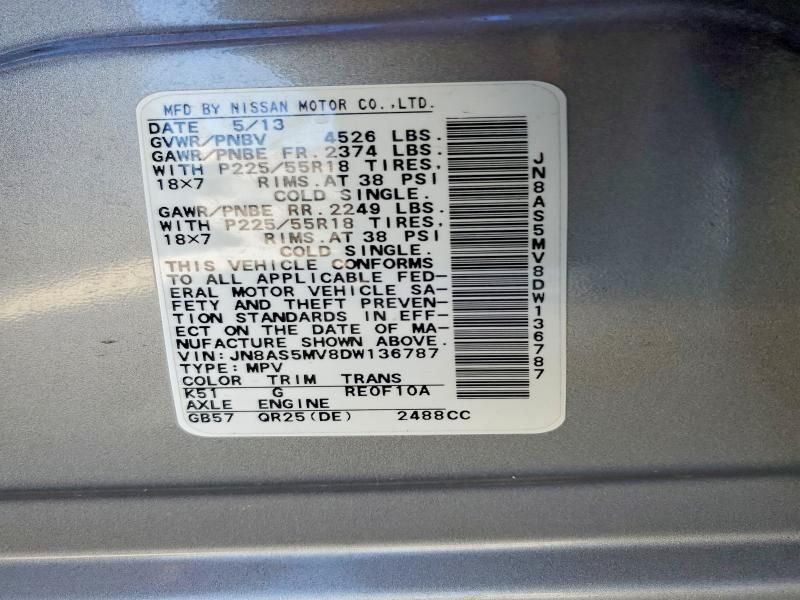 MFD BY NISSAN MOTOR CO.,LTD.
DATE 5/13
GVWR/PNBV 4526 LBS.
GAWR/PNBE FR. 2374 LBS.
WITH P225/55R18 TIRES,
18×7 RIMS.AT 38 PSI
COLD SINGLE.
GAWR/PNBE RR. 2249 LBS.
WITH P225/55R18 TIRES,
18×7 RIMS.AT 38 PSI
COLD SINGLE.
THIS VEHICLE CONFORMS
TO ALL APPLICABLE FED-
ERAL MOTOR VEHICLE SA-
FETY AND THEFT PREVEN-
TION STANDARDS IN EFF-
ECT ON THE DATE OF MA-
NUFACTURE SHOWN ABOVE.
VIN: JN8AS5MV8DW136787
TYPE: MPV
COLOR TRIM TRANS
K51 G RE0F10A
AXLE ENGINE
GB57 QR25(DE) 2488CC
JN8AS5MV8DW136787